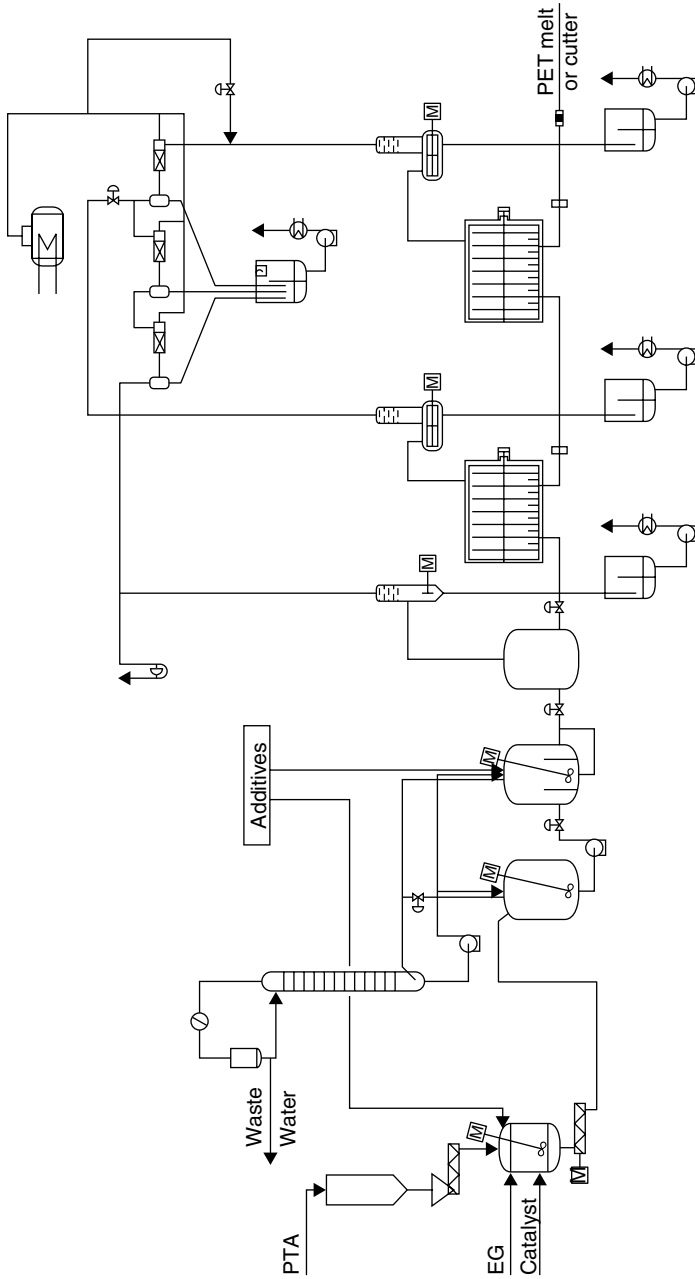 Additives
Waste
Water
PTA
M
M
M
M
M
M
EG
Catalyst
PET melt
or cutter
M